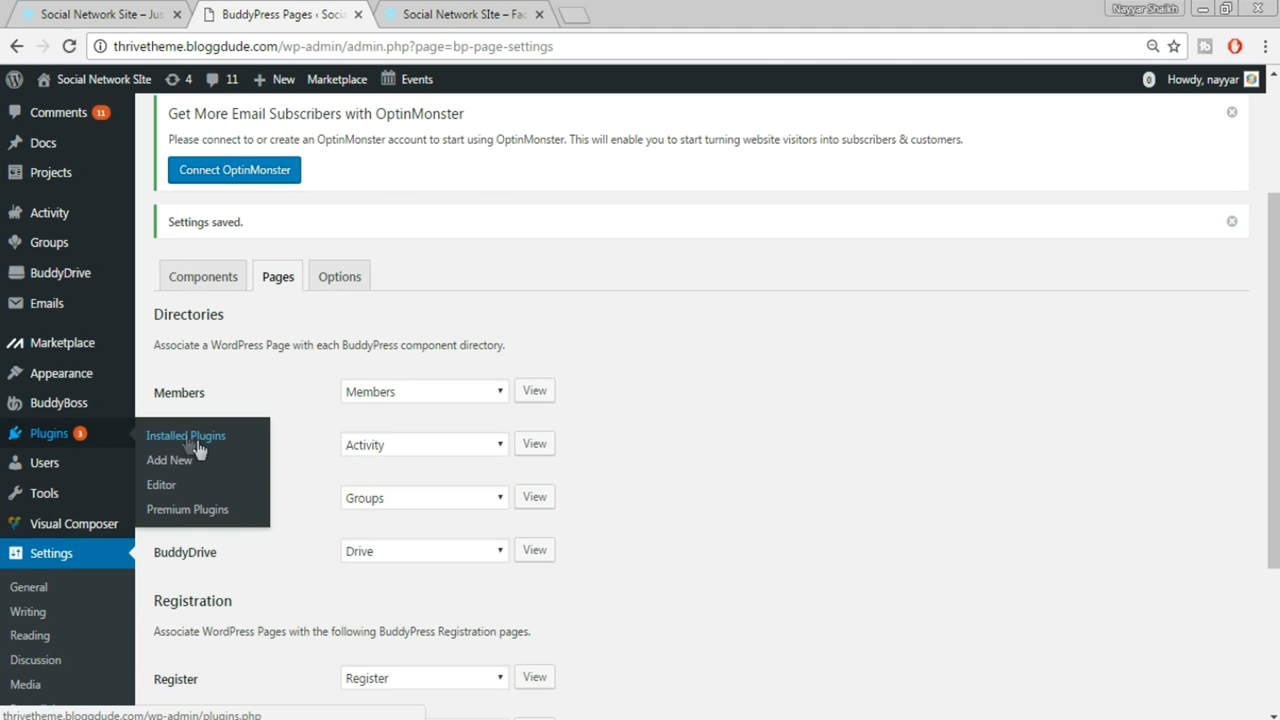 Social Network Site – Jus
BuddyPress Pages ‹ Socia
Social Network SIte – Fac
Nayyar Shaikh
thrivetheme.bloggdude.com/wp-admin/admin.php?page=bp-page-settings
Social Network SIte
4
11
New
Marketplace
Events
0
Howdy, nayyar
Comments 11
Docs
Projects
Activity
Groups
BuddyDrive
Emails
Marketplace
Appearance
BuddyBoss
Plugins 3
Users
Tools
Visual Composer
Settings
General
Writing
Reading
Discussion
Media
Installed Plugins
Add New
Editor
Premium Plugins
Get More Email Subscribers with OptinMonster
Please connect to or create an OptinMonster account to start using OptinMonster. This will enable you to start turning website visitors into subscribers & customers.
Connect OptinMonster
Settings saved.
Components
Pages
Options
Directories
Associate a WordPress Page with each BuddyPress component directory.
Members
Members
View
Activity
View
Groups
View
BuddyDrive
Drive
View
Registration
Associate WordPress Pages with the following BuddyPress Registration pages.
Register
Register
View
thrivetheme.bloggdude.com/wp-admin/plugins.php